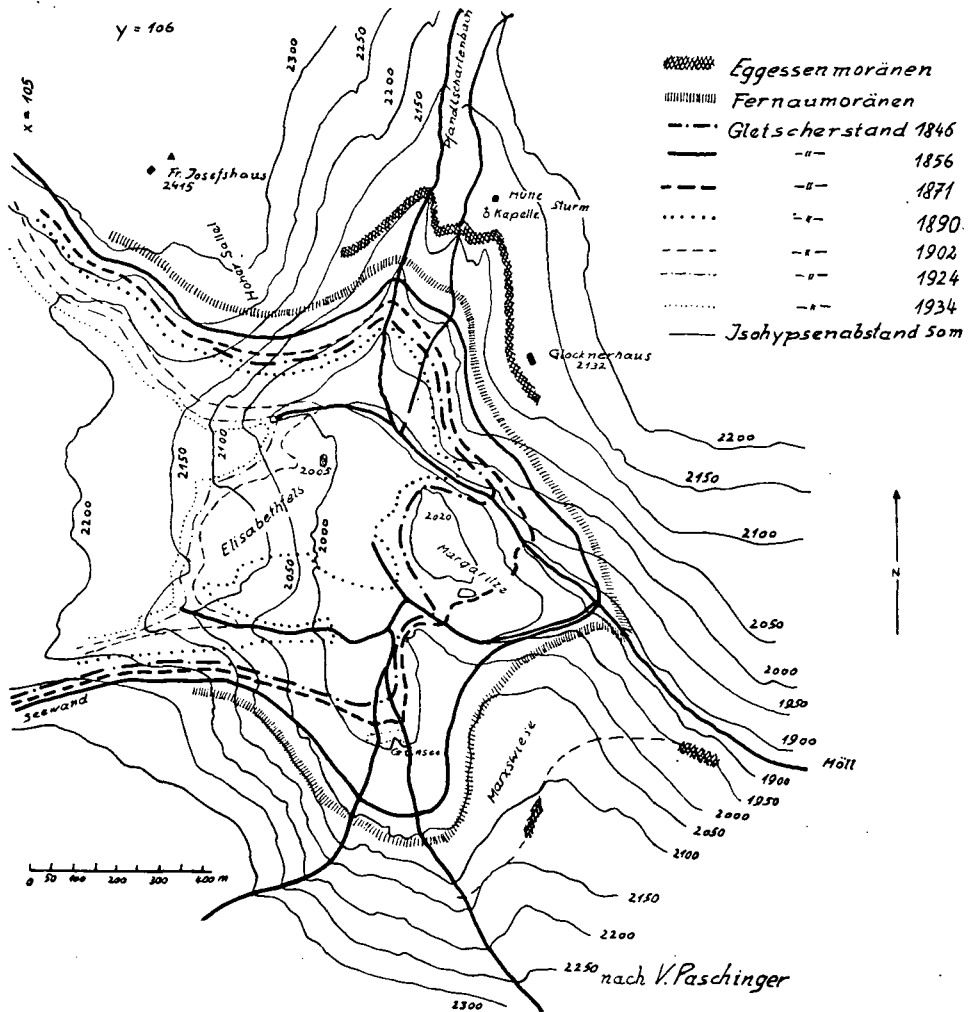 y = 106
x = 105
2300
2250
2200
2150
Pfandlschartenbach
Eggessenmoränen
Fernaumoränen
Gletscherstand 1846
-"- 1856
-"- 1871
-"- 1890
-"- 1902
-"- 1924
-"- 1934
Isohypsenabstand 50m
Fr. Josefshaus
2415
Hütte Sturm
Kapelle
Hoher Sattel
Glocknerhaus
2132
2200
2150
2100
2050
2000
1950
1900
2200
2150
2100
2005
Elisabethfels
2050
2000
2020
Margaritze
N
Seewand
Grünsee
Marxwiese
Möll
1900
1950
2000
2050
2100
2150
2200
2250
2300
0 50 100 200 300 400 m
nach V. Paschinger